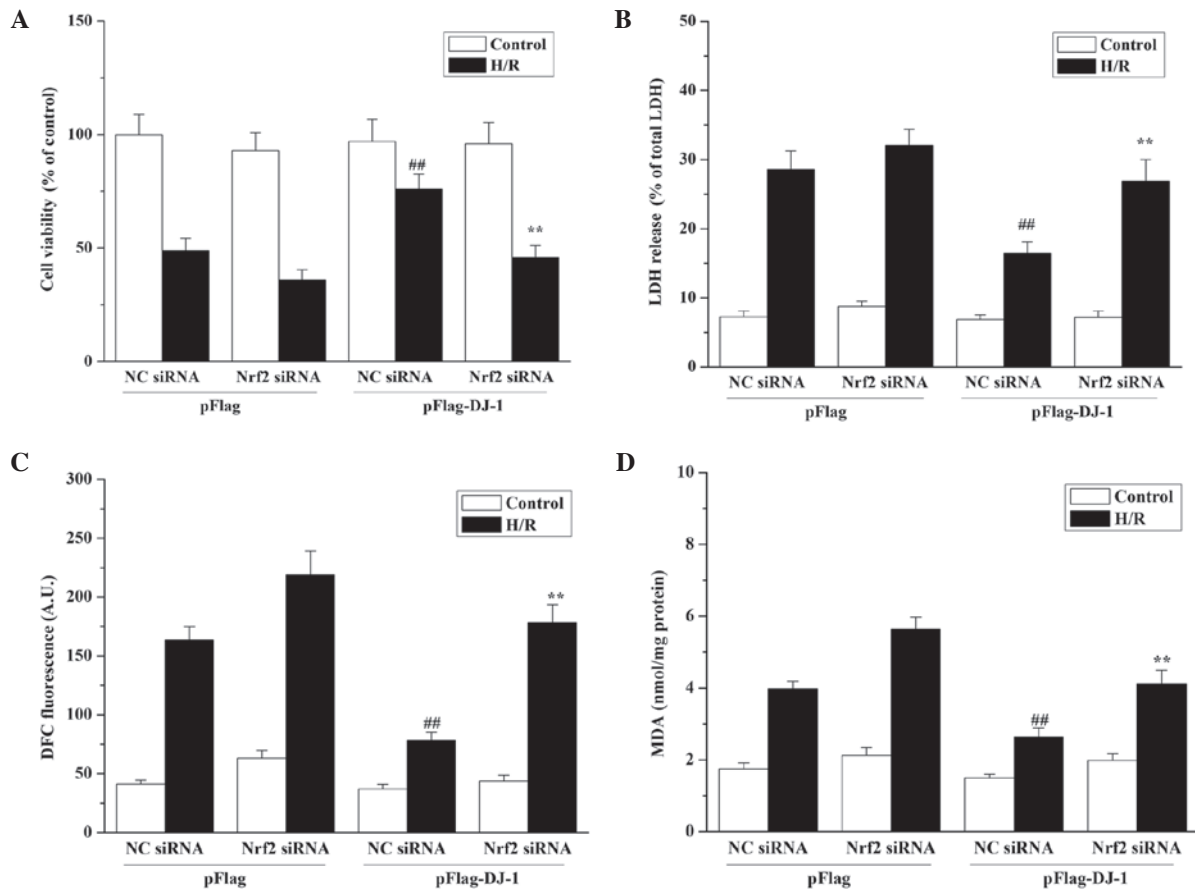 A
Cell viability (% of control)
150
100
50
0
Control
H/R
##
**
NC siRNA Nrf2 siRNA NC siRNA Nrf2 siRNA
pFlag pFlag-DJ-1
B
LDH release (% of total LDH)
50
40
30
20
10
0
Control
H/R
##
**
NC siRNA Nrf2 siRNA NC siRNA Nrf2 siRNA
pFlag pFlag-DJ-1
C
DFC fluorescence (A.U.)
300
250
200
150
100
50
0
Control
H/R
##
**
NC siRNA Nrf2 siRNA NC siRNA Nrf2 siRNA
pFlag pFlag-DJ-1
D
MDA (nmol/mg protein)
10
8
6
4
2
0
Control
H/R
##
**
NC siRNA Nrf2 siRNA NC siRNA Nrf2 siRNA
pFlag pFlag-DJ-1